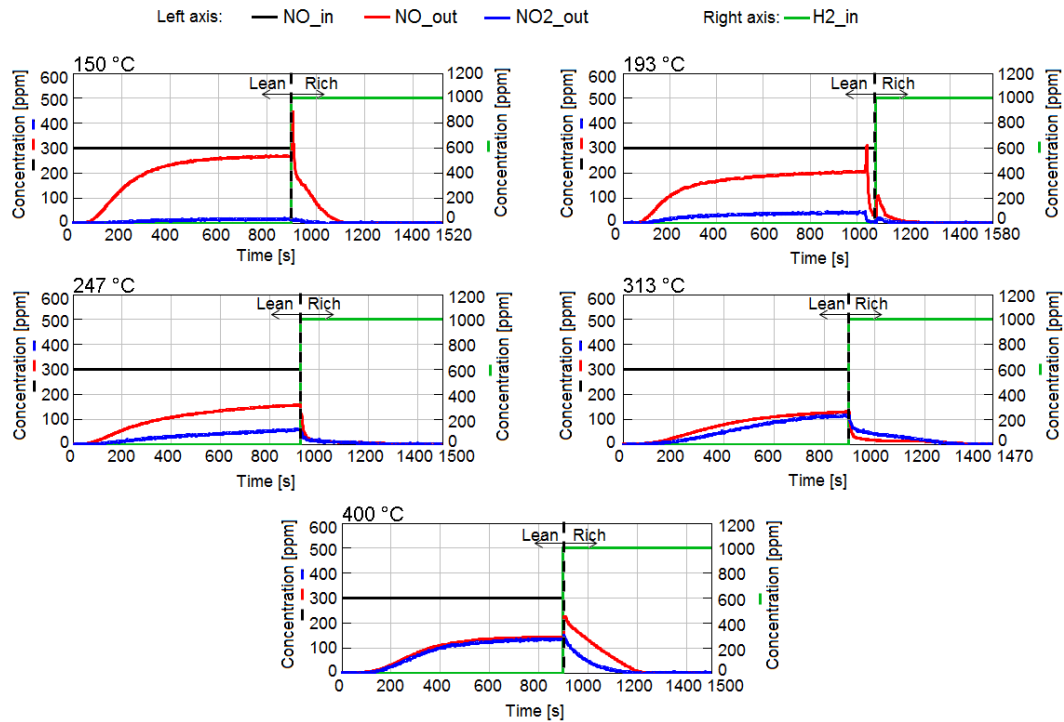 Left axis: NO_in NO_out NO2_out Right axis: H2_in
150 °C
Concentration [ppm]
600
500
400
300
200
100
0
Lean Rich
1200
1000
800
600
400
200
0
Concentration [ppm]
0 200 400 600 800 1000 1200 1400 1520
Time [s]
193 °C
Concentration [ppm]
600
500
400
300
200
100
0
Lean Rich
1200
1000
800
600
400
200
0
Concentration [ppm]
0 200 400 600 800 1000 1200 1400 1580
Time [s]
247 °C
Concentration [ppm]
600
500
400
300
200
100
0
Lean Rich
1200
1000
800
600
400
200
0
Concentration [ppm]
0 200 400 600 800 1000 1200 1400 1500
Time [s]
313 °C
Concentration [ppm]
600
500
400
300
200
100
0
Lean Rich
1200
1000
800
600
400
200
0
Concentration [ppm]
0 200 400 600 800 1000 1200 1400 1470
Time [s]
400 °C
Concentration [ppm]
600
500
400
300
200
100
0
Lean Rich
1200
1000
800
600
400
200
0
Concentration [ppm]
0 200 400 600 800 1000 1200 1400 1500
Time [s]